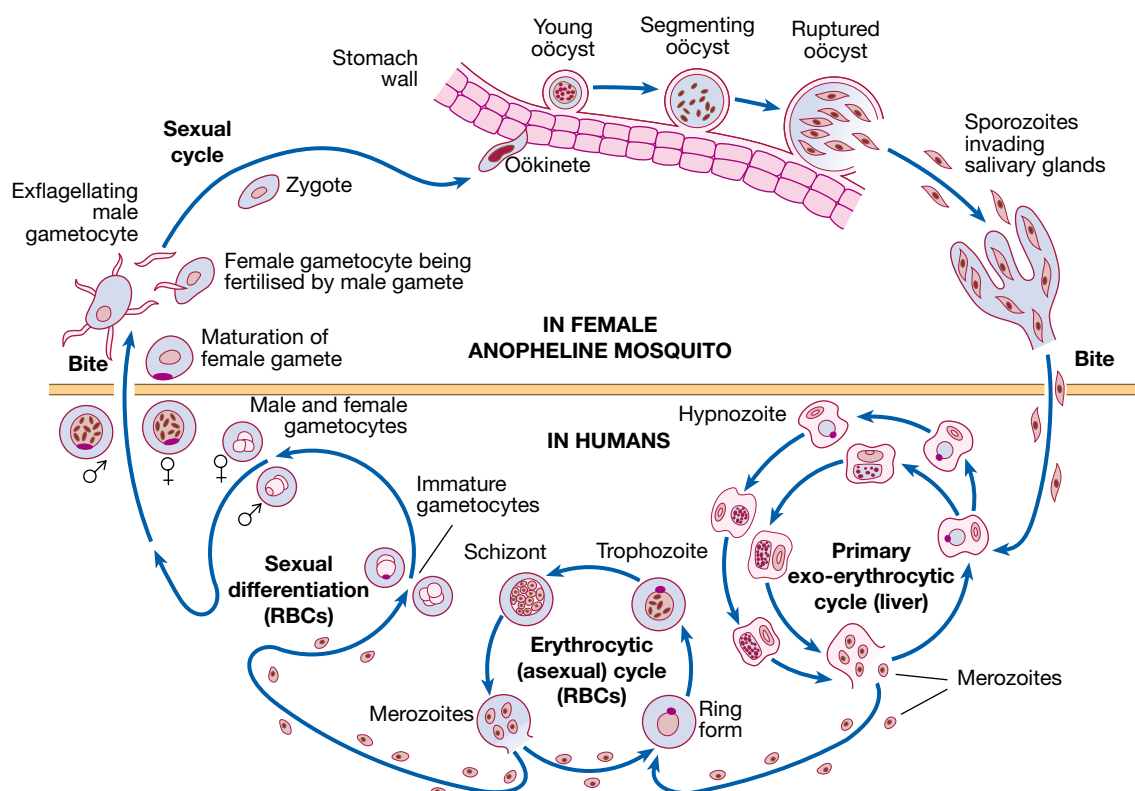 Young
oöcyst
Segmenting
oöcyst
Ruptured
oöcyst
Stomach
wall
Sporozoites
invading
salivary glands
Sexual
cycle
Oökinete
Zygote
Exflagellating
male
gametocyte
Female gametocyte being
fertilised by male gamete
IN FEMALE
ANOPHELINE MOSQUITO
Maturation of
female gamete
Bite
Bite
Male and female
gametocytes
IN HUMANS
Hypnozoite
♂
♀
♀
♂
Immature
gametocytes
Schizont
Trophozoite
Primary
exo-erythrocytic
cycle (liver)
Sexual
differentiation
(RBCs)
Erythrocytic
(asexual) cycle
(RBCs)
Merozoites
Merozoites
Ring
form